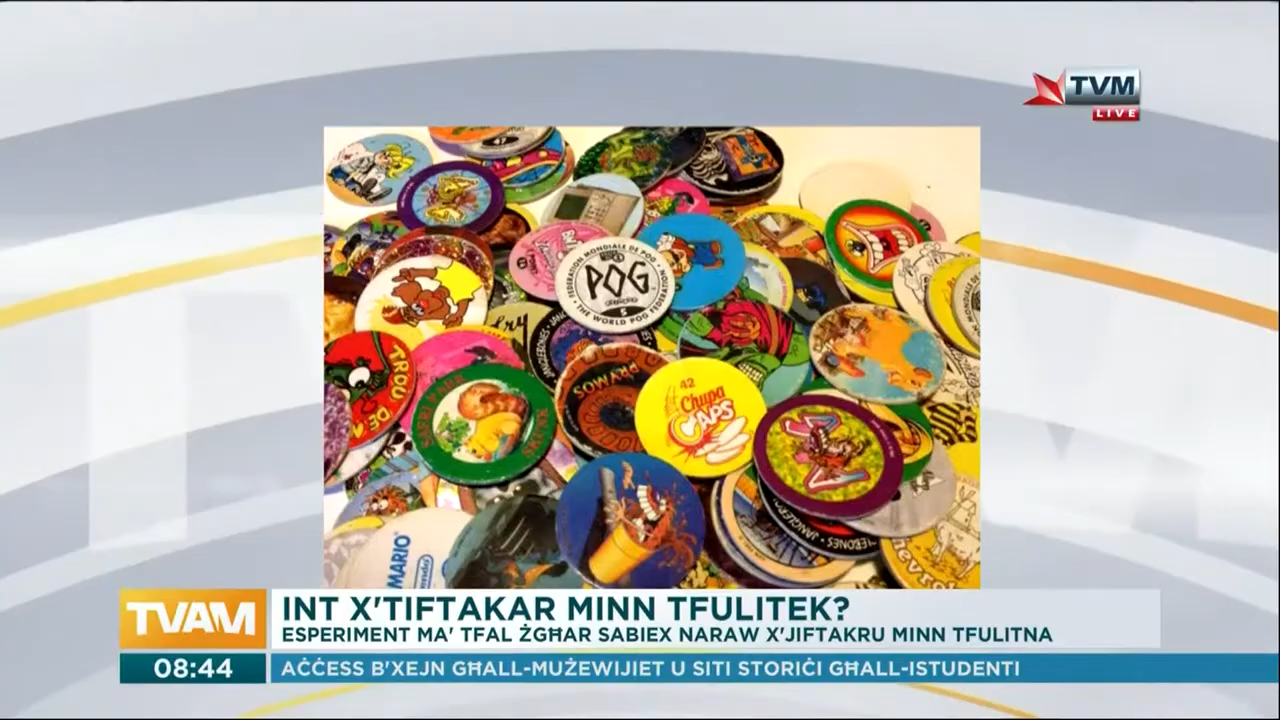 TVM
LIVE
FEDERATION MONDIALE DE POG
POG
5
THE WORLD POG FEDERATION
42
Chupa
CAPS
PRYMOS
MARIO
TVAM
INT X'TIFTAKAR MINN TFULITEK?
ESPERIMENT MA' TFAL ŻGĦAR SABIEX NARAW X'JIFTAKRU MINN TFULITNA
08:44
AĊĊESS B'XEJN GĦALL-MUŻEWIJIET U SITI STORIĊI GĦALL-ISTUDENTI